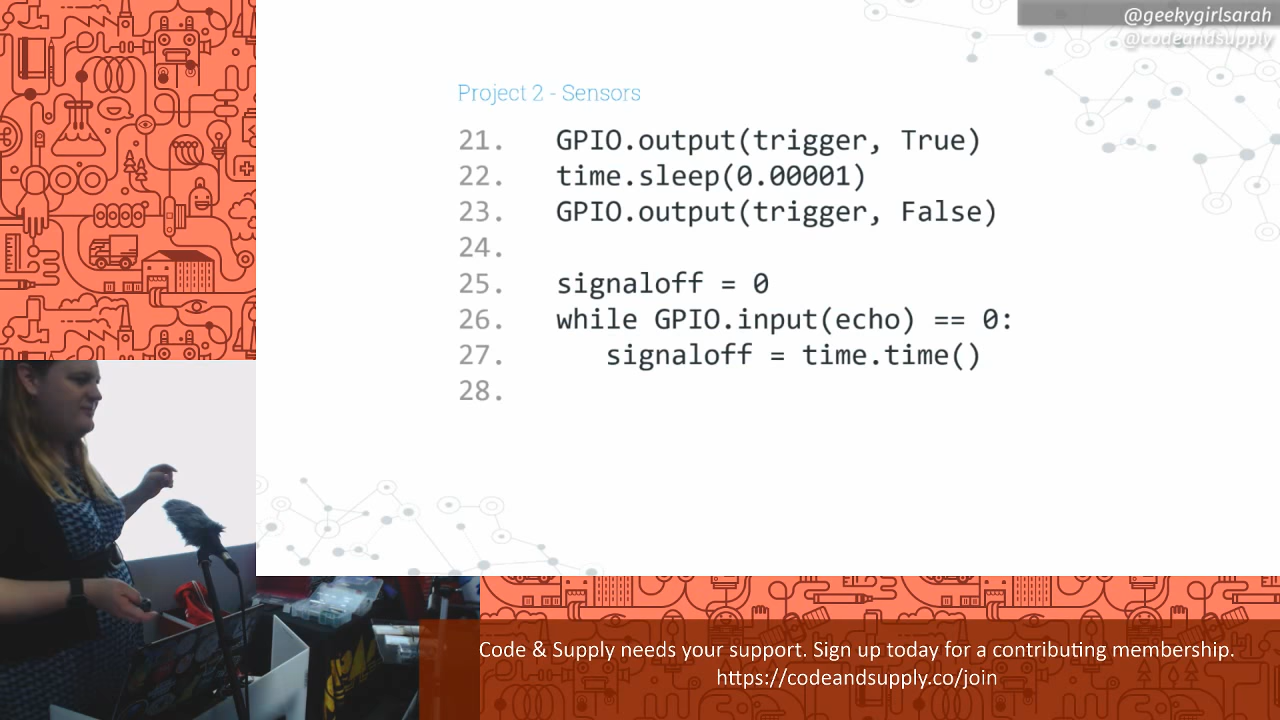 @geekygirlsarah
@codeandsupply
Project 2 - Sensors
21. GPIO.output(trigger, True)
22. time.sleep(0.00001)
23. GPIO.output(trigger, False)
24.
25. signaloff = 0
26. while GPIO.input(echo) == 0:
27. signaloff = time.time()
28.
Code & Supply needs your support. Sign up today for a contributing membership.
https://codeandsupply.co/join